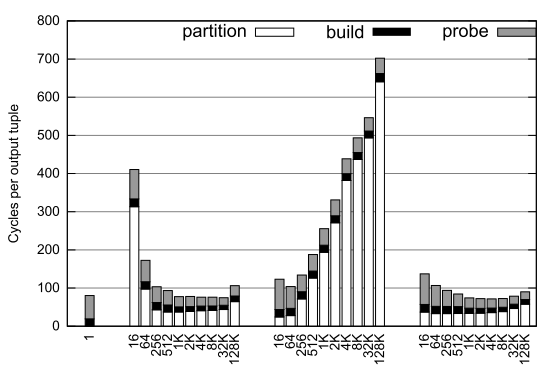 partition build probe
Cycles per output tuple
800
700
600
500
400
300
200
100
0
1
16 64 256 512 1K 2K 4K 8K 32K 128K
16 64 256 512 1K 2K 4K 8K 32K 128K
16 64 256 512 1K 2K 4K 8K 32K 128K